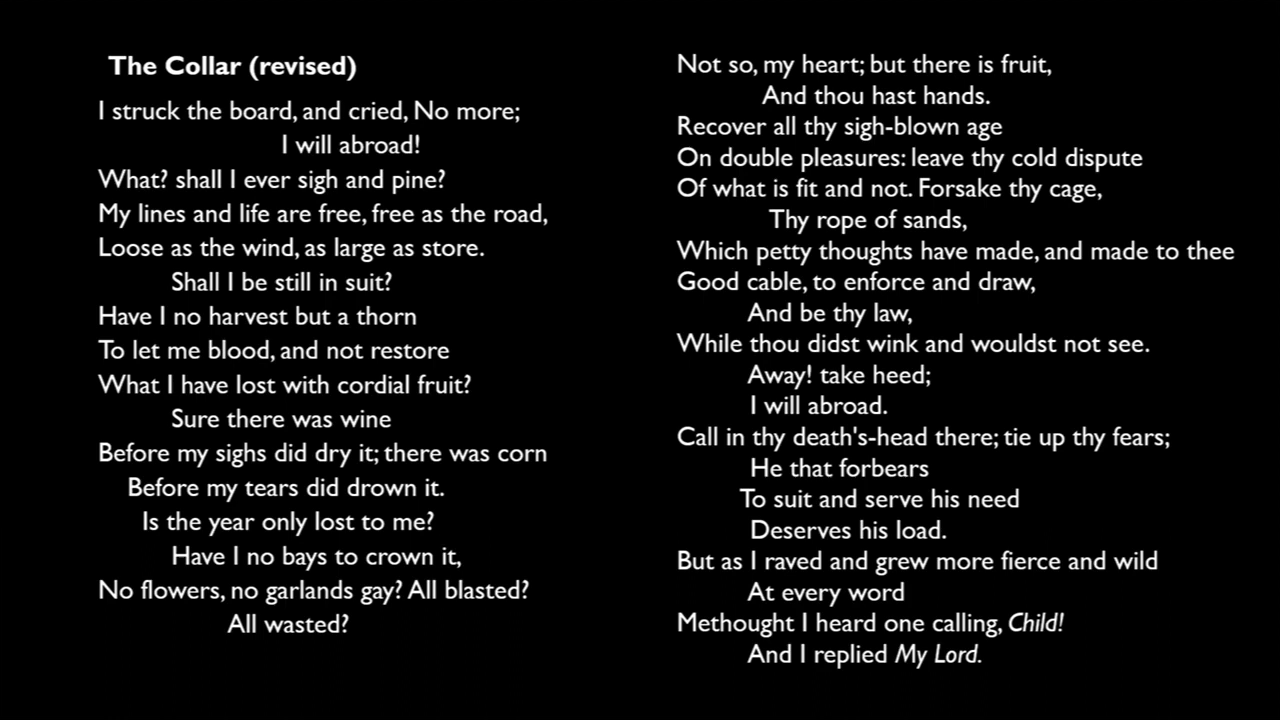 The Collar (revised)
I struck the board, and cried, No more;
I will abroad!
What? shall I ever sigh and pine?
My lines and life are free, free as the road,
Loose as the wind, as large as store.
Shall I be still in suit?
Have I no harvest but a thorn
To let me blood, and not restore
What I have lost with cordial fruit?
Sure there was wine
Before my sighs did dry it; there was corn
Before my tears did drown it.
Is the year only lost to me?
Have I no bays to crown it,
No flowers, no garlands gay? All blasted?
All wasted?
Not so, my heart; but there is fruit,
And thou hast hands.
Recover all thy sigh-blown age
On double pleasures: leave thy cold dispute
Of what is fit and not. Forsake thy cage,
Thy rope of sands,
Which petty thoughts have made, and made to thee
Good cable, to enforce and draw,
And be thy law,
While thou didst wink and wouldst not see.
Away! take heed;
I will abroad.
Call in thy death's-head there; tie up thy fears;
He that forbears
To suit and serve his need
Deserves his load.
But as I raved and grew more fierce and wild
At every word
Methought I heard one calling, Child!
And I replied My Lord.